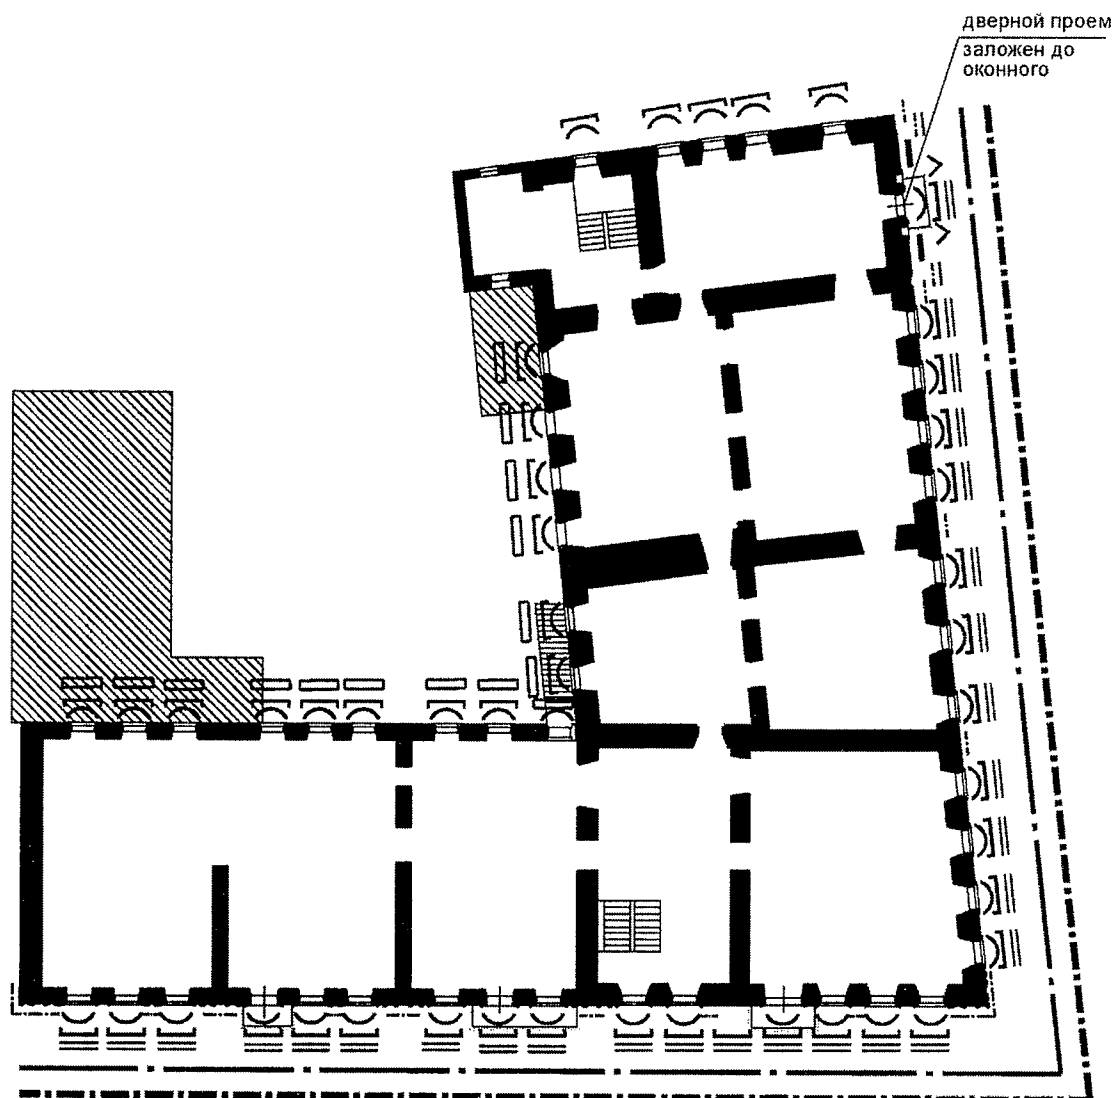 дверной проем
заложен до
оконного